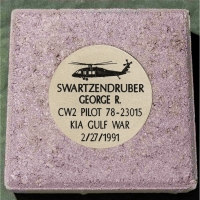 SWARTZENDRUBER
GEORGE R.
CW2 PILOT 78-23015
KIA GULF WAR
2/27/1991